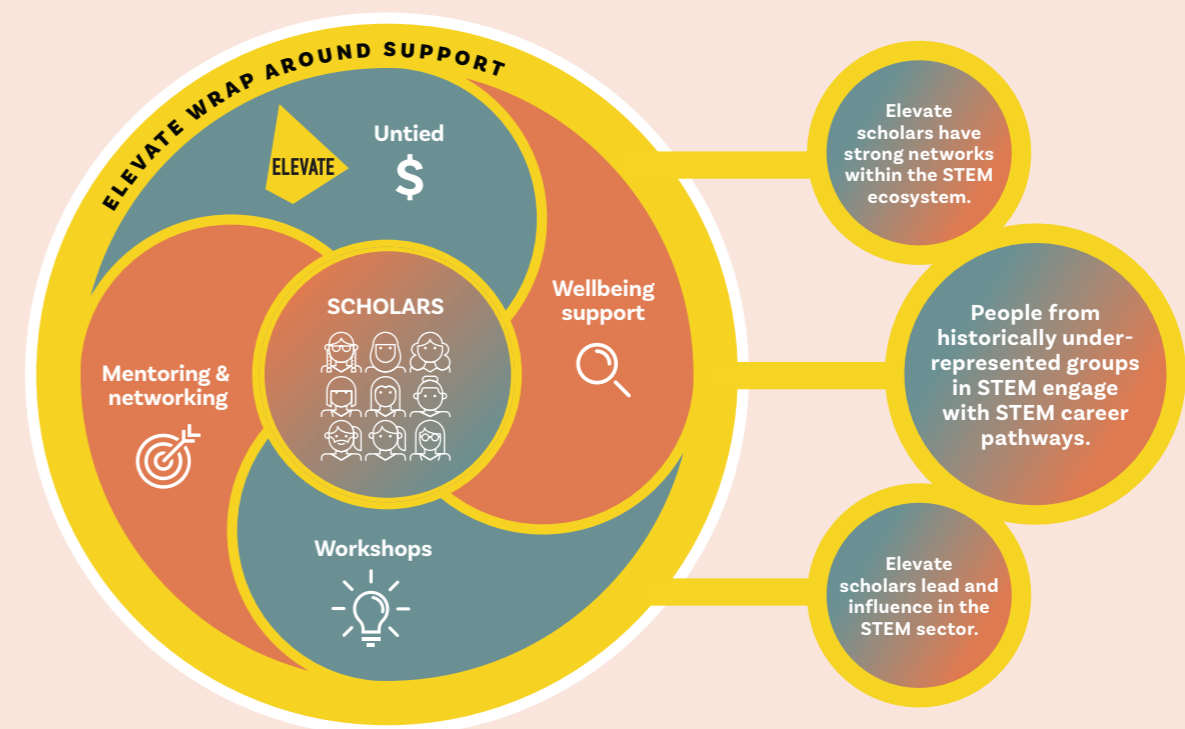 ELEVATE WRAP AROUND SUPPORT
ELEVATE
Untied
$
Wellbeing
support
SCHOLARS
Mentoring &
networking
Workshops
Elevate
scholars have
strong networks
within the STEM
ecosystem.
People from
historically under-
represented groups
in STEM engage
with STEM career
pathways.
Elevate
scholars lead and
influence in the
STEM sector.